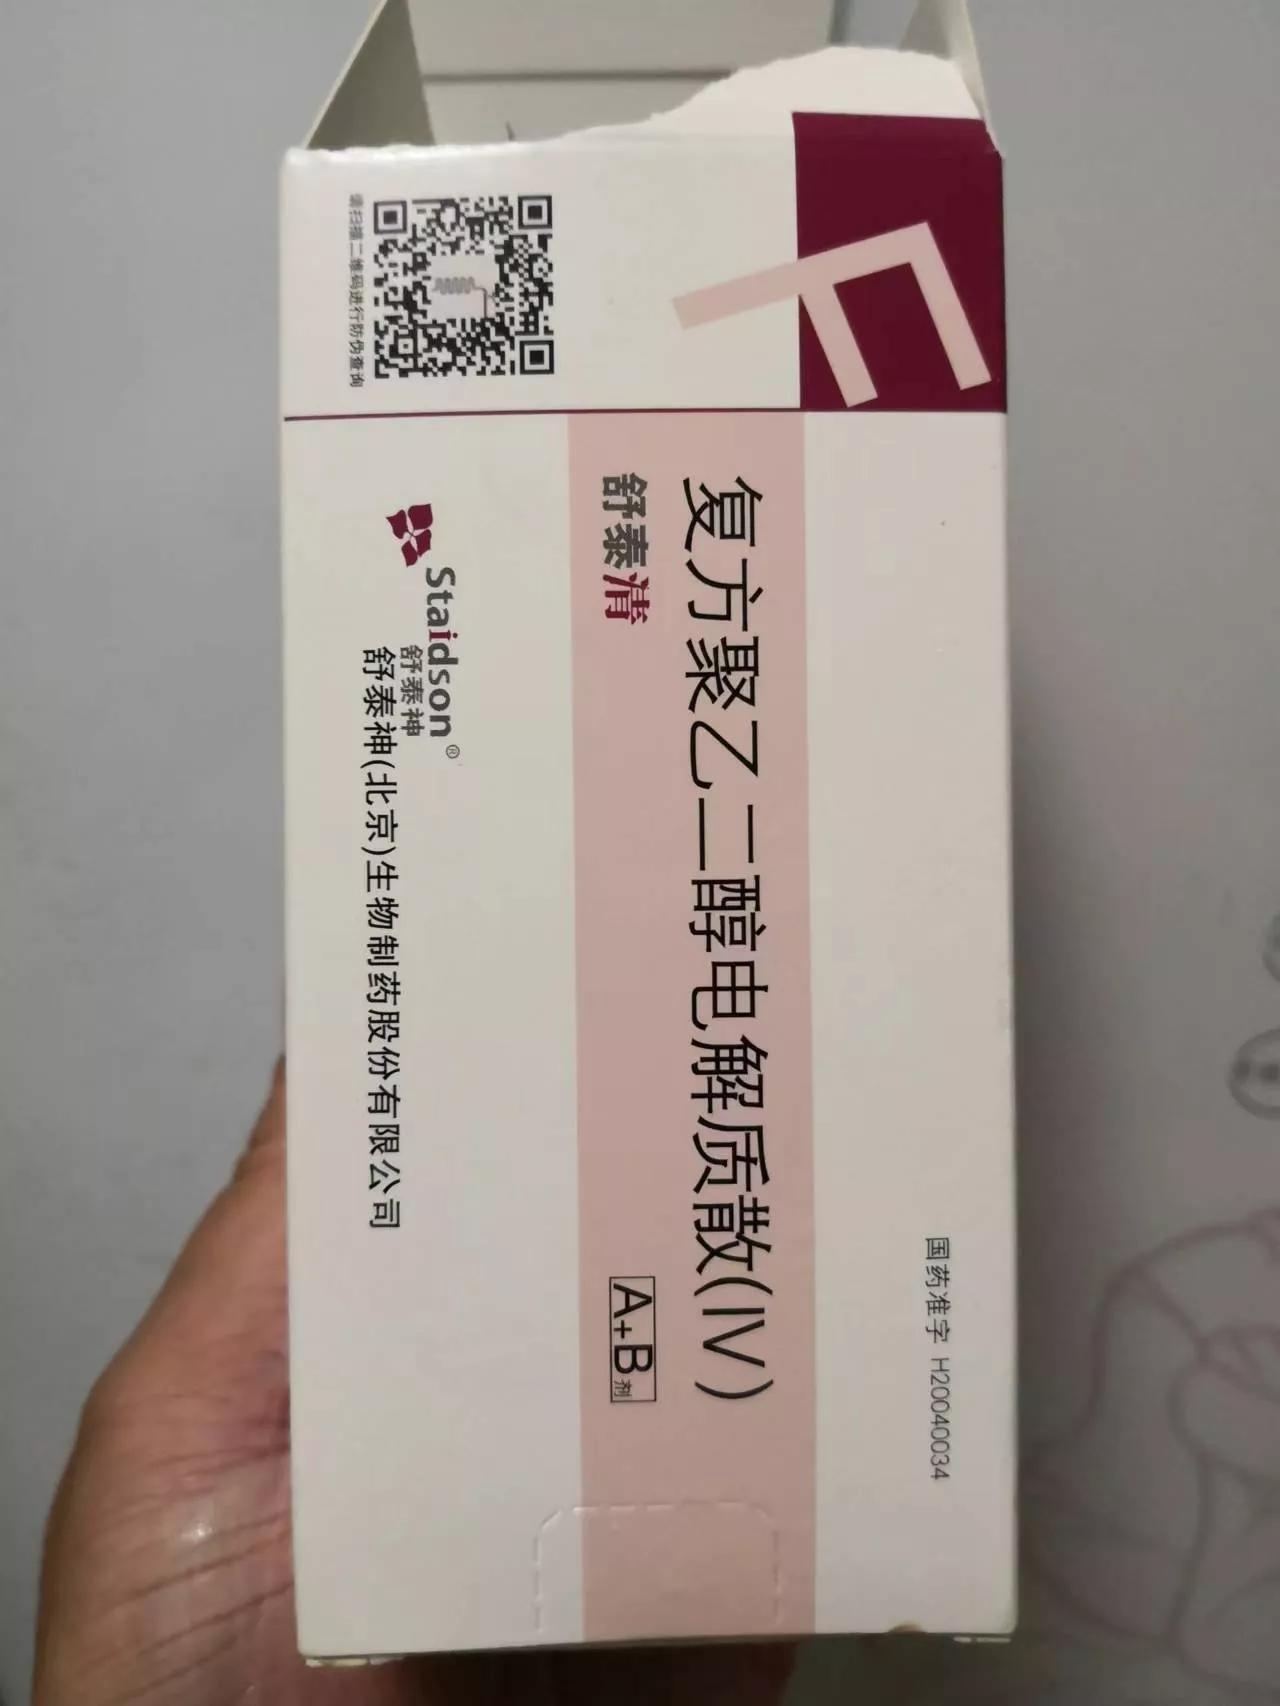 国药准字 H20040034
复方聚乙二醇电解质散(IV)
舒泰清
A+B剂
Staidson®
舒泰神
舒泰神(北京)生物制药股份有限公司
请扫描二维码进行防伪查询